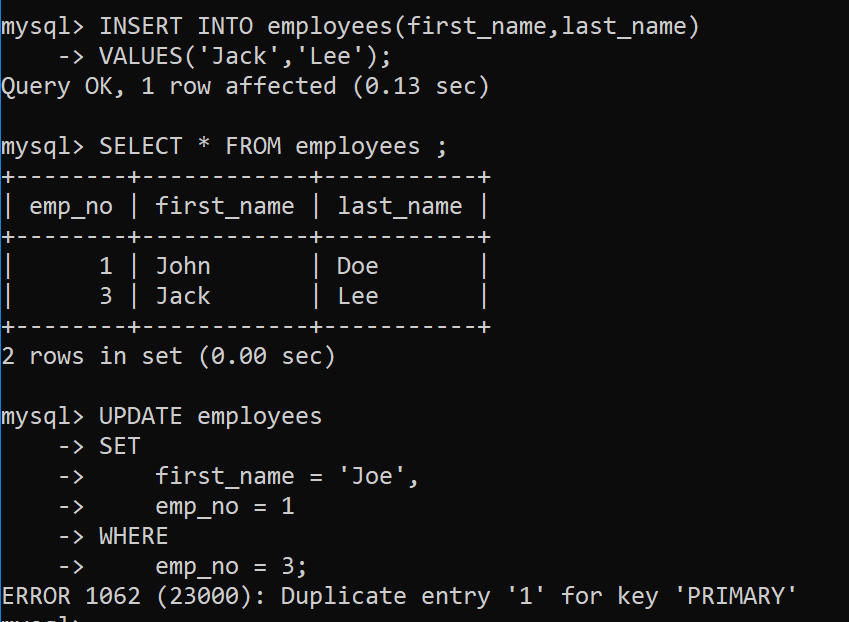 mysql> INSERT INTO employees(first_name,last_name)
    -> VALUES('Jack','Lee');
Query OK, 1 row affected (0.13 sec)
mysql> SELECT * FROM employees ;
+--------+------------+-----------+
| emp_no | first_name | last_name |
+--------+------------+-----------+
|      1 | John       | Doe       |
|      3 | Jack       | Lee       |
+--------+------------+-----------+
2 rows in set (0.00 sec)
mysql> UPDATE employees
    -> SET
    ->     first_name = 'Joe',
    ->     emp_no = 1
    -> WHERE
    ->     emp_no = 3;
ERROR 1062 (23000): Duplicate entry '1' for key 'PRIMARY'
mysql>